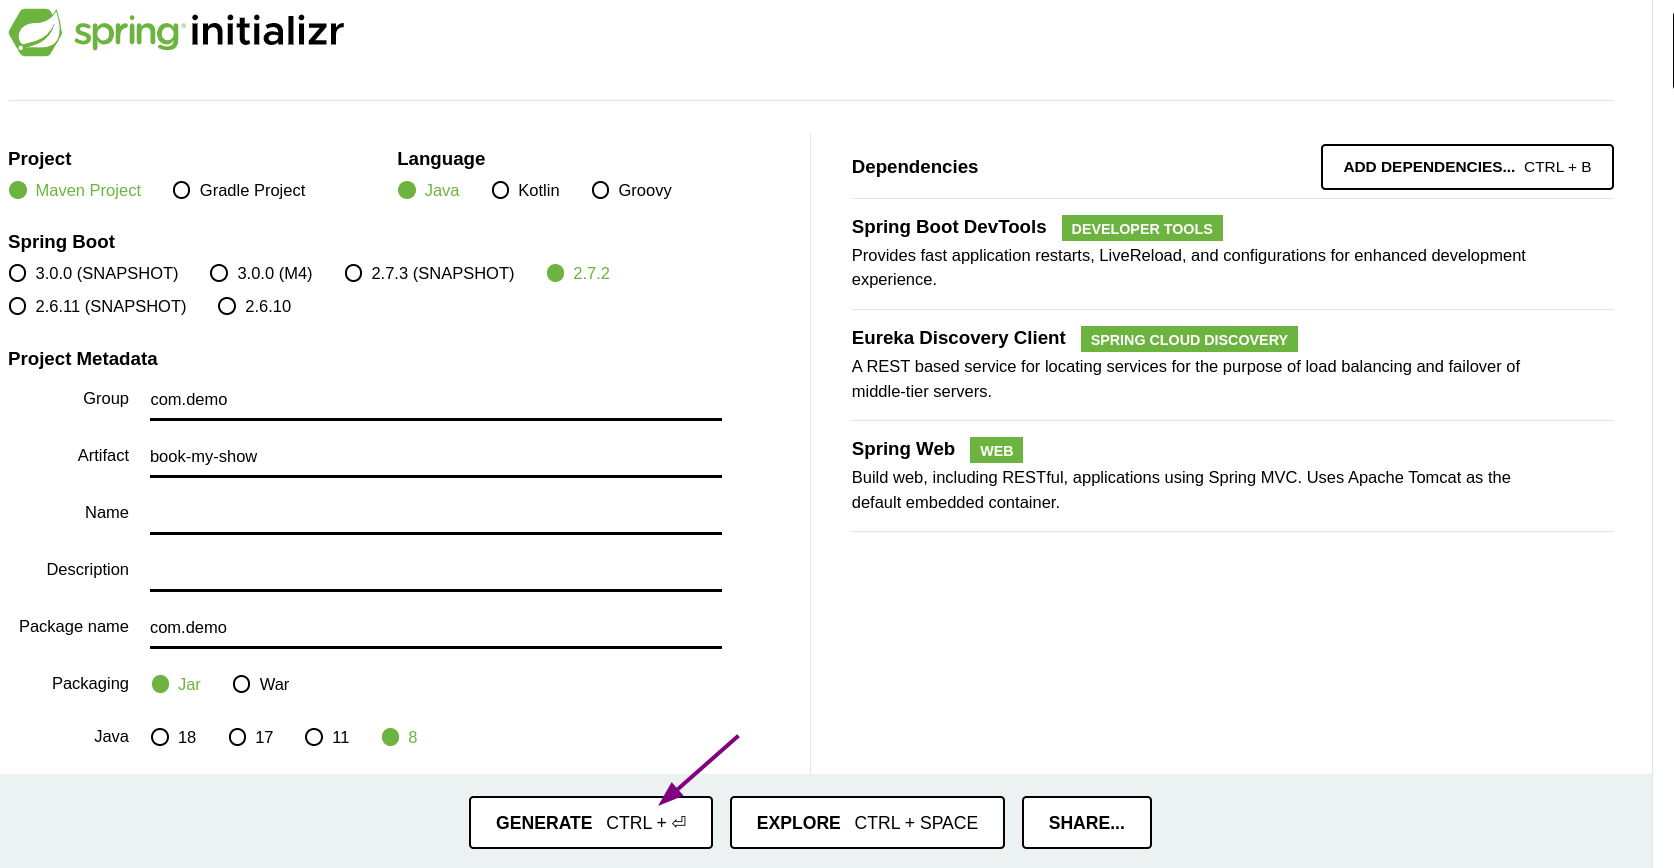 spring initializr
Project
Maven Project Gradle Project
Language
Java Kotlin Groovy
Spring Boot
3.0.0 (SNAPSHOT) 3.0.0 (M4) 2.7.3 (SNAPSHOT) 2.7.2
2.6.11 (SNAPSHOT) 2.6.10
Project Metadata
Group com.demo
Artifact book-my-show
Name
Description
Package name com.demo
Packaging Jar War
Java 18 17 11 8
Dependencies ADD DEPENDENCIES... CTRL + B
Spring Boot DevTools DEVELOPER TOOLS
Provides fast application restarts, LiveReload, and configurations for enhanced development
experience.
Eureka Discovery Client SPRING CLOUD DISCOVERY
A REST based service for locating services for the purpose of load balancing and failover of
middle-tier servers.
Spring Web WEB
Build web, including RESTful, applications using Spring MVC. Uses Apache Tomcat as the
default embedded container.
GENERATE CTRL + ⏎ EXPLORE CTRL + SPACE SHARE...